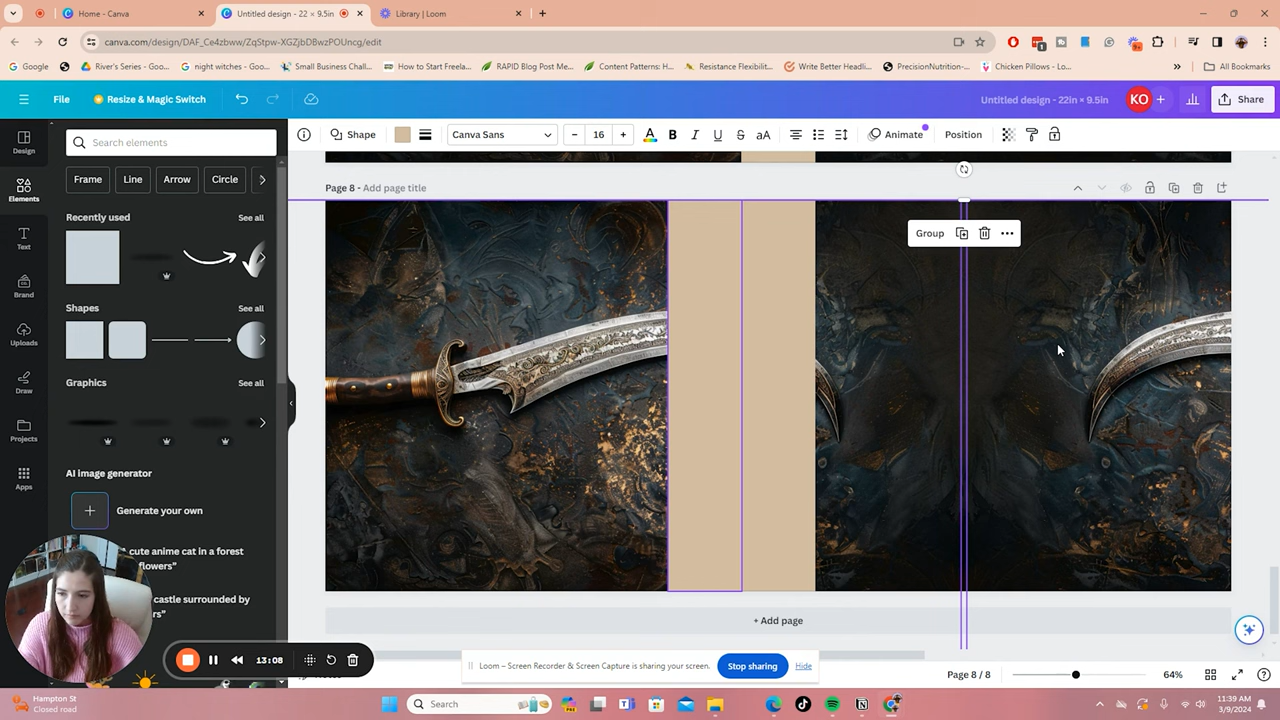 Home - Canva
Untitled design - 22 × 9.5in
Library | Loom
canva.com/design/DAF_Ce4zbww/ZqStpw-XGZjbDBwzPOUncg/edit
Google
River's Series - Goo...
night witches - Goo...
Small Business Chall...
How to Start Freela...
RAPID Blog Post Me...
Content Patterns: H...
Resistance Flexibilit...
Write Better Headli...
PrecisionNutrition-...
Chicken Pillows - Lo...
All Bookmarks
File
Resize & Magic Switch
Untitled design - 22in × 9.5in
KO
Share
Design
Elements
Text
Brand
Uploads
Draw
Projects
Apps
Search elements
Frame
Line
Arrow
Circle
Recently used
See all
Shapes
See all
Graphics
See all
AI image generator
Generate your own
cute anime cat in a forest
flowers"
castle surrounded by
rs"
Shape
Canva Sans
16
A
B
I
U
S
aA
Animate
Position
Page 8 - Add page title
Group
+ Add page
13:08
Loom – Screen Recorder & Screen Capture is sharing your screen.
Stop sharing
Hide
Page 8 / 8
64%
Hampton St
Closed road
Search
11:39 AM
3/9/2024